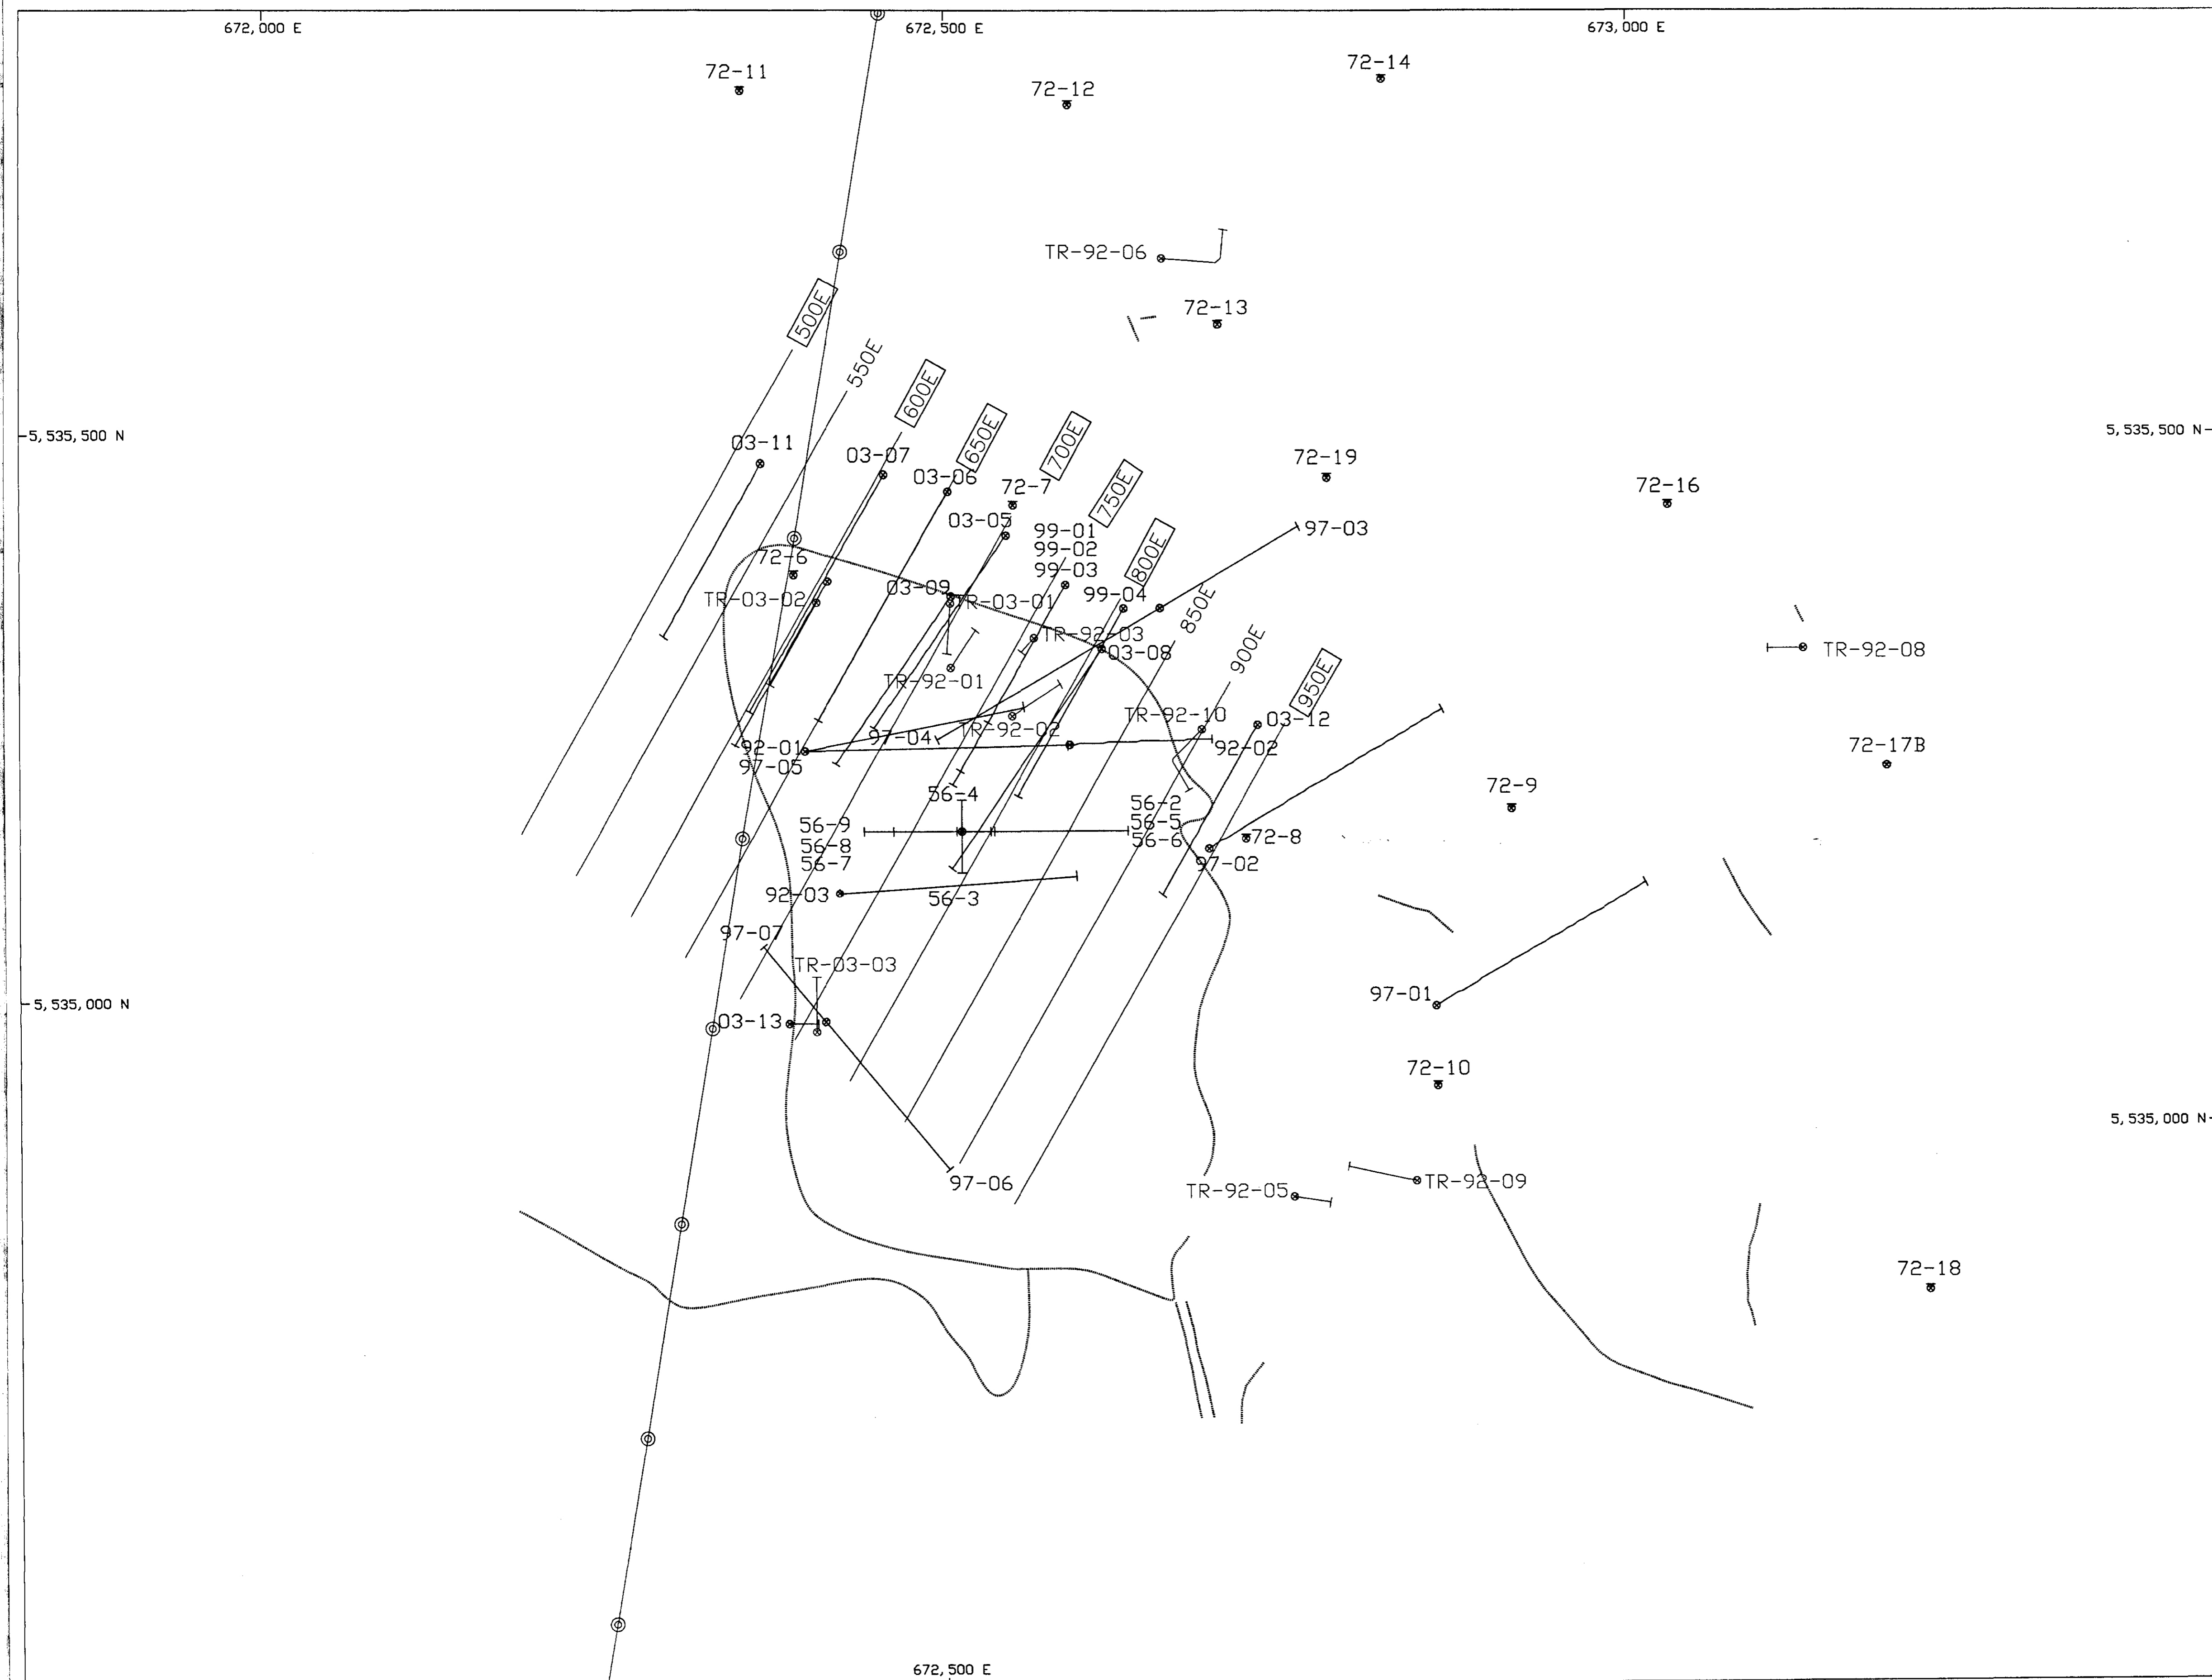 672,000 E
672,500 E
673,000 E
72-11
72-12
72-14
TR-92-06
72-13
500E
550E
600E
650E
700E
750E
800E
850E
900E
950E
5,535,500 N
5,535,500 N
03-11
03-07
03-06
72-7
72-19
72-16
03-05
99-01
99-02
99-03
97-03
72-6
03-09
99-04
TR-03-02
TR-03-01
TR-92-03
03-08
TR-92-08
TR-92-01
TR-92-10
03-12
97-04
TR-92-02
92-01
92-02
97-05
72-17B
56-4
72-9
56-2
56-9
56-5
56-8
56-6
72-8
56-7
97-02
92-03
56-3
97-07
TR-03-03
97-01
5,535,000 N
03-13
72-10
5,535,000 N
97-06
TR-92-05
TR-92-09
72-18
672,500 E